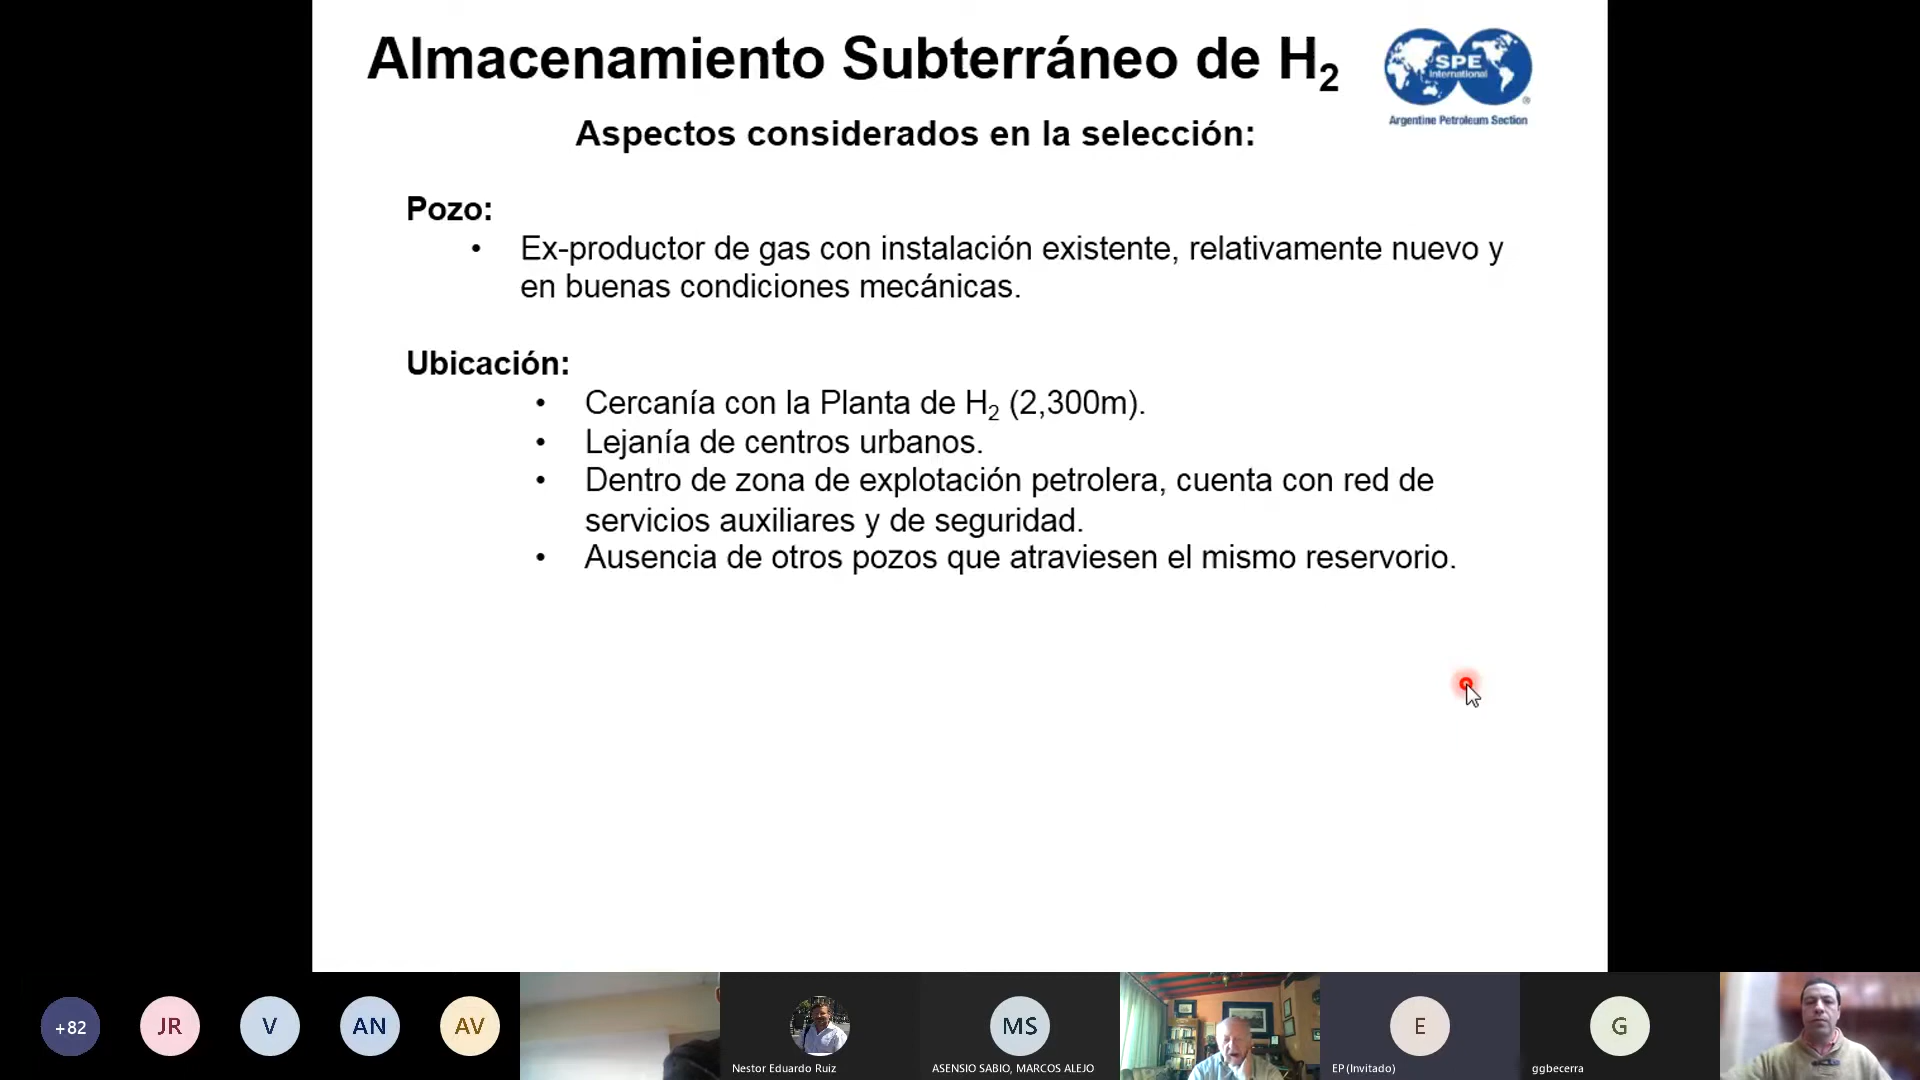 Almacenamiento Subterráneo de H2
SPE
International
®
Argentine Petroleum Section
Aspectos considerados en la selección:
Pozo:
• Ex-productor de gas con instalación existente, relativamente nuevo y
en buenas condiciones mecánicas.
Ubicación:
• Cercanía con la Planta de H2 (2,300m).
• Lejanía de centros urbanos.
• Dentro de zona de explotación petrolera, cuenta con red de
servicios auxiliares y de seguridad.
• Ausencia de otros pozos que atraviesen el mismo reservorio.
+82
JR
V
AN
AV
Nestor Eduardo Ruiz
MS
ASENSIO SABIO, MARCOS ALEJO
E
EP (Invitado)
G
ggbecerra